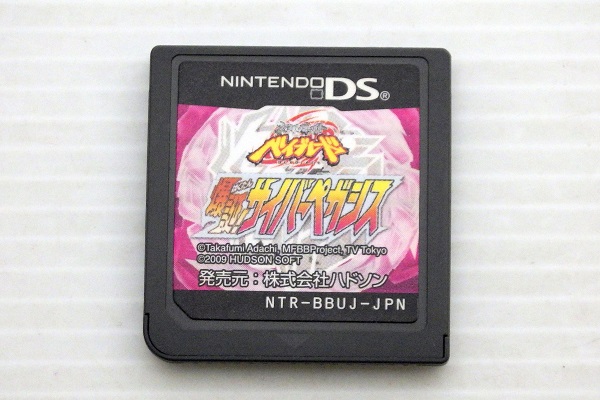 NINTENDO DS®
ベイブレード
爆誕!! サイバーペガシス
©Takafumi Adachi, MFBBProject, TV Tokyo
©2009 HUDSON SOFT
発売元：株式会社ハドソン
NTR-BBUJ-JPN